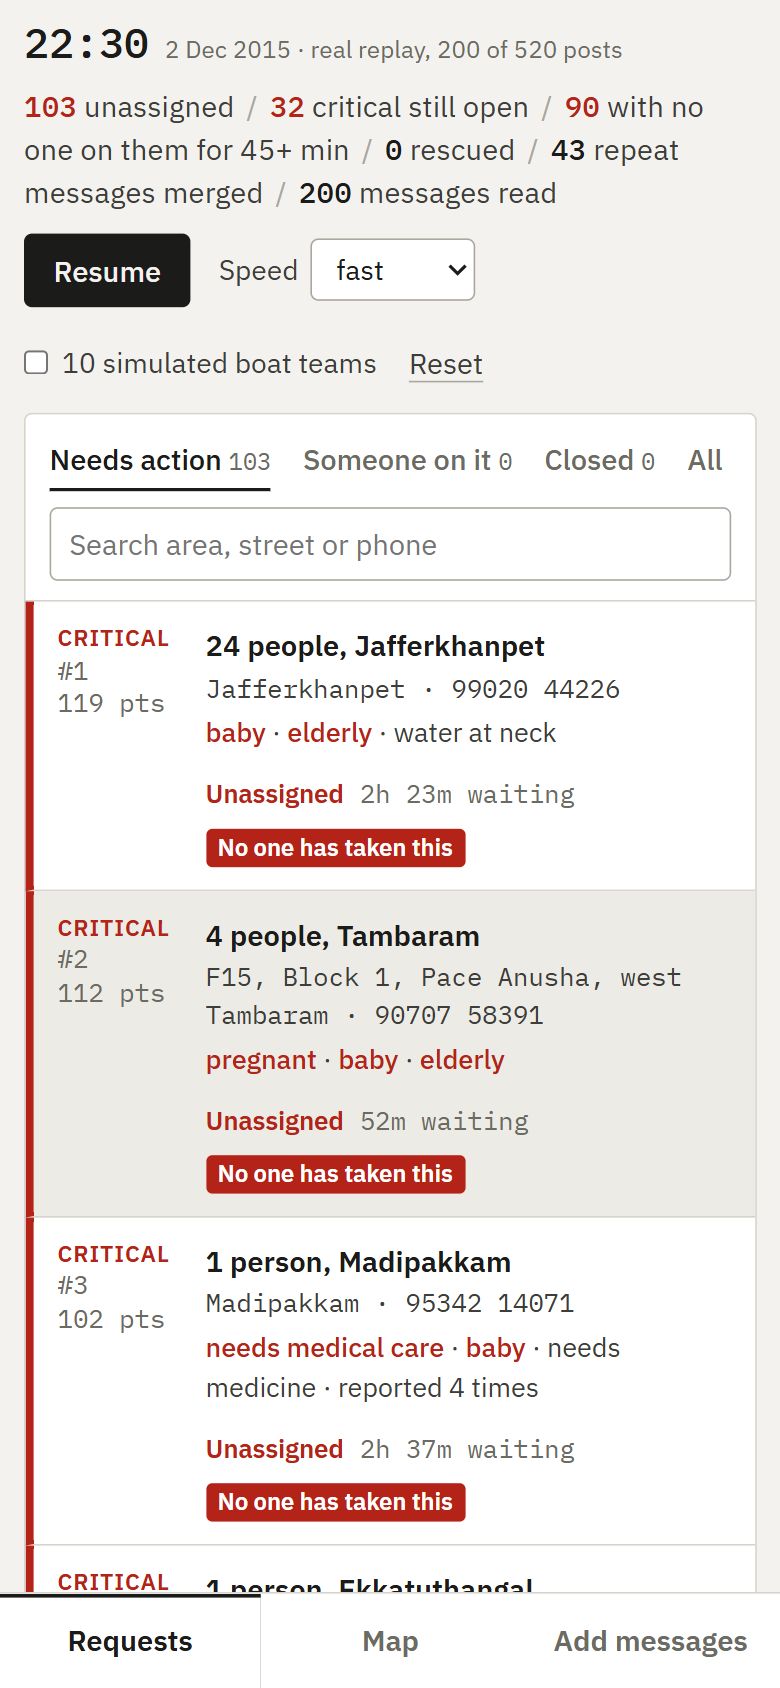 22:30 2 Dec 2015 · real replay, 200 of 520 posts
103 unassigned / 32 critical still open / 90 with no
one on them for 45+ min / 0 rescued / 43 repeat
messages merged / 200 messages read
Resume Speed fast
10 simulated boat teams Reset
Needs action 103 Someone on it 0 Closed 0 All
Search area, street or phone
CRITICAL
#1
119 pts
24 people, Jafferkhanpet
Jafferkhanpet · 99020 44226
baby · elderly · water at neck
Unassigned 2h 23m waiting
No one has taken this
CRITICAL
#2
112 pts
4 people, Tambaram
F15, Block 1, Pace Anusha, west
Tambaram · 90707 58391
pregnant · baby · elderly
Unassigned 52m waiting
No one has taken this
CRITICAL
#3
102 pts
1 person, Madipakkam
Madipakkam · 95342 14071
needs medical care · baby · needs
medicine · reported 4 times
Unassigned 2h 37m waiting
No one has taken this
CRITICAL
1 person, Ekkatuthangal
Requests Map Add messages